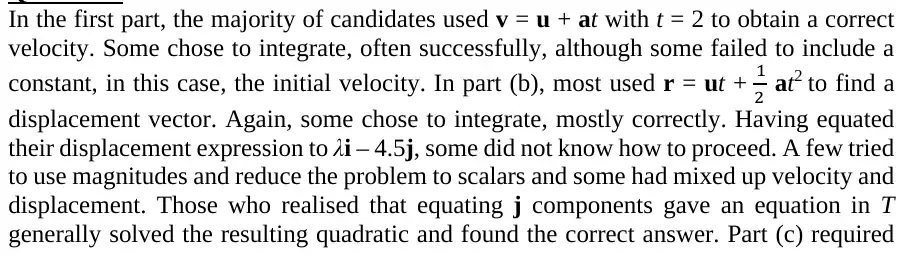 In the first part, the majority of candidates used v = u + at with t = 2 to obtain a correct
velocity. Some chose to integrate, often successfully, although some failed to include a
constant, in this case, the initial velocity. In part (b), most used r = ut + 1/2 at² to find a
displacement vector. Again, some chose to integrate, mostly correctly. Having equated
their displacement expression to λi – 4.5j, some did not know how to proceed. A few tried
to use magnitudes and reduce the problem to scalars and some had mixed up velocity and
displacement. Those who realised that equating j components gave an equation in T
generally solved the resulting quadratic and found the correct answer. Part (c) required